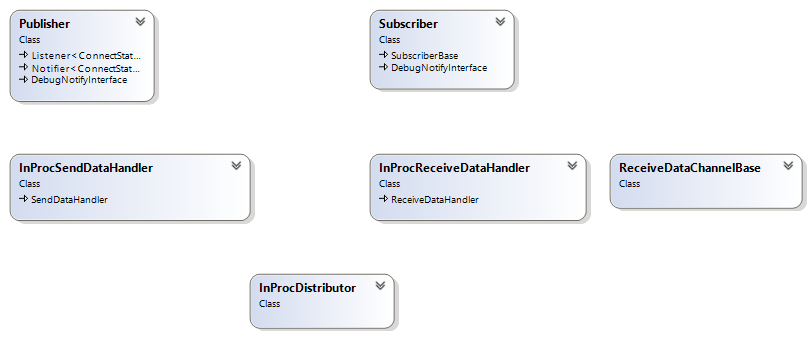 Publisher
Class
Listener<ConnectStat...
Notifier<ConnectStat...
DebugNotifyInterface
Subscriber
Class
SubscriberBase
DebugNotifyInterface
InProcSendDataHandler
Class
SendDataHandler
InProcReceiveDataHandler
Class
ReceiveDataHandler
ReceiveDataChannelBase
Class
InProcDistributor
Class